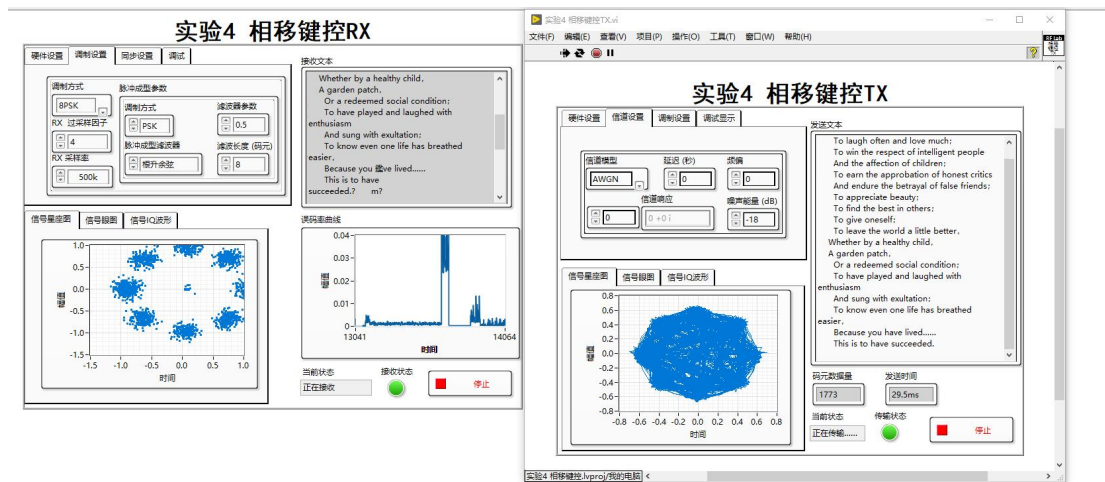 实验4 相移键控RX
硬件设置 调制设置 同步设置 调试
调制方式
8PSK
RX 过采样因子
4
RX 采样率
500k
脉冲成型参数
调制方式
PSK
脉冲成型滤波器
根升余弦
滤波器参数
0.5
滤波长度 (码元)
8
接收文本
Whether by a healthy child,
A garden patch,
Or a redeemed social condition;
To have played and laughed with
enthusiasm
And sung with exultation;
To know even one life has breathed
easier,
Because you 鑑ve lived......
This is to have
succeeded.? m?
信号星座图 信号眼图 信号IQ波形
1.0
0.5
0.0
-0.5
-1.0
-1.5
幅值
-1.5 -1.0 -0.5 0.0 0.5 1.0
时间
误码率曲线
0.04
0.03
0.02
0.01
0
幅值
13041 14064
时间
当前状态
正在接收
接收状态
停止
实验4 相移键控TX.vi
文件(F) 编辑(E) 查看(V) 项目(P) 操作(O) 工具(T) 窗口(W) 帮助(H)
RF lab
实验4 相移键控TX
硬件设置 信道设置 调制设置 调试显示
信道模型
AWGN
延迟 (秒)
0
频偏
0
信道响应
0
0 +0 i
噪声能量 (dB)
-18
发送文本
To laugh often and love much;
To win the respect of intelligent people
And the affection of children;
To earn the approbation of honest critics
And endure the betrayal of false friends;
To appreciate beauty;
To find the best in others;
To give oneself;
To leave the world a little better,
Whether by a healthy child,
A garden patch,
Or a redeemed social condition;
To have played and laughed with
enthusiasm
And sung with exultation;
To know even one life has breathed
easier,
Because you have lived......
This is to have succeeded.
信号星座图 信号眼图 信号IQ波形
0.8
0.6
0.4
0.2
0.0
-0.2
-0.4
-0.6
-0.8
幅值
-0.8 -0.6 -0.4 -0.2 0.0 0.2 0.4 0.6 0.8
时间
码元数据量
1773
发送时间
29.5ms
当前状态
正在传输......
传输状态
停止
实验4 相移键控.lvproj/我的电脑